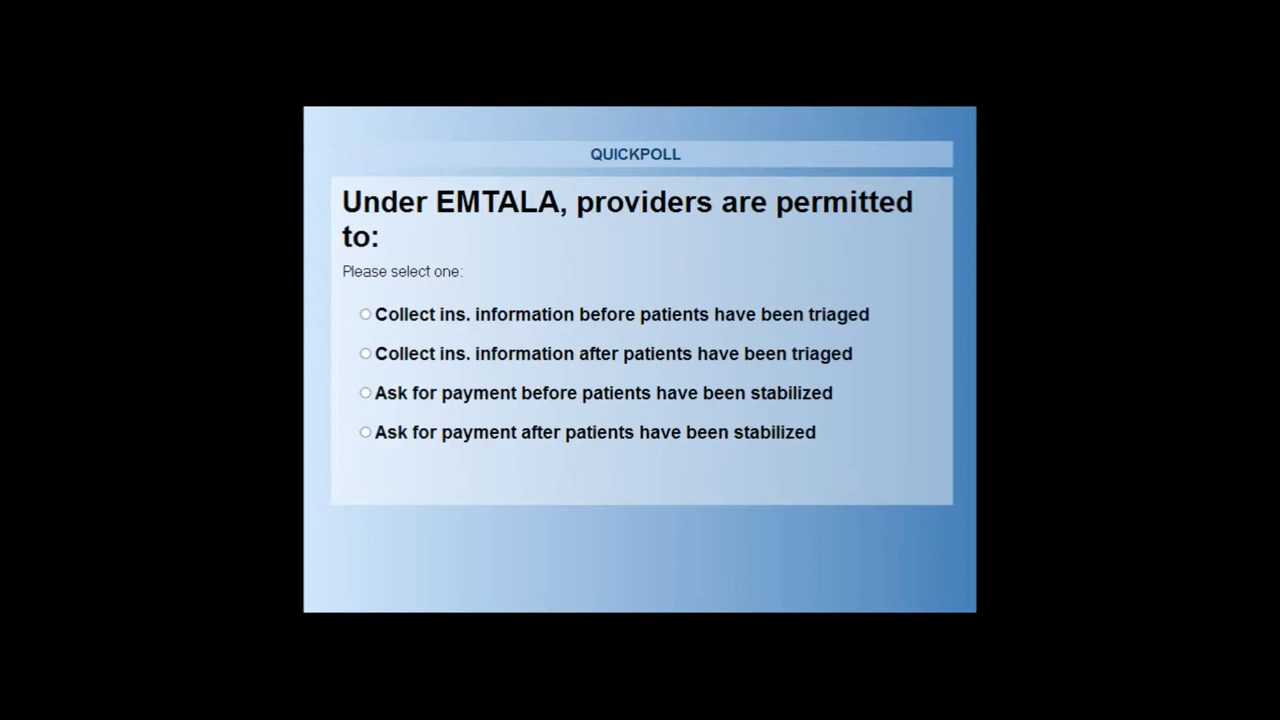 QUICKPOLL
Under EMTALA, providers are permitted
to:
Please select one:
Collect ins. information before patients have been triaged
Collect ins. information after patients have been triaged
Ask for payment before patients have been stabilized
Ask for payment after patients have been stabilized